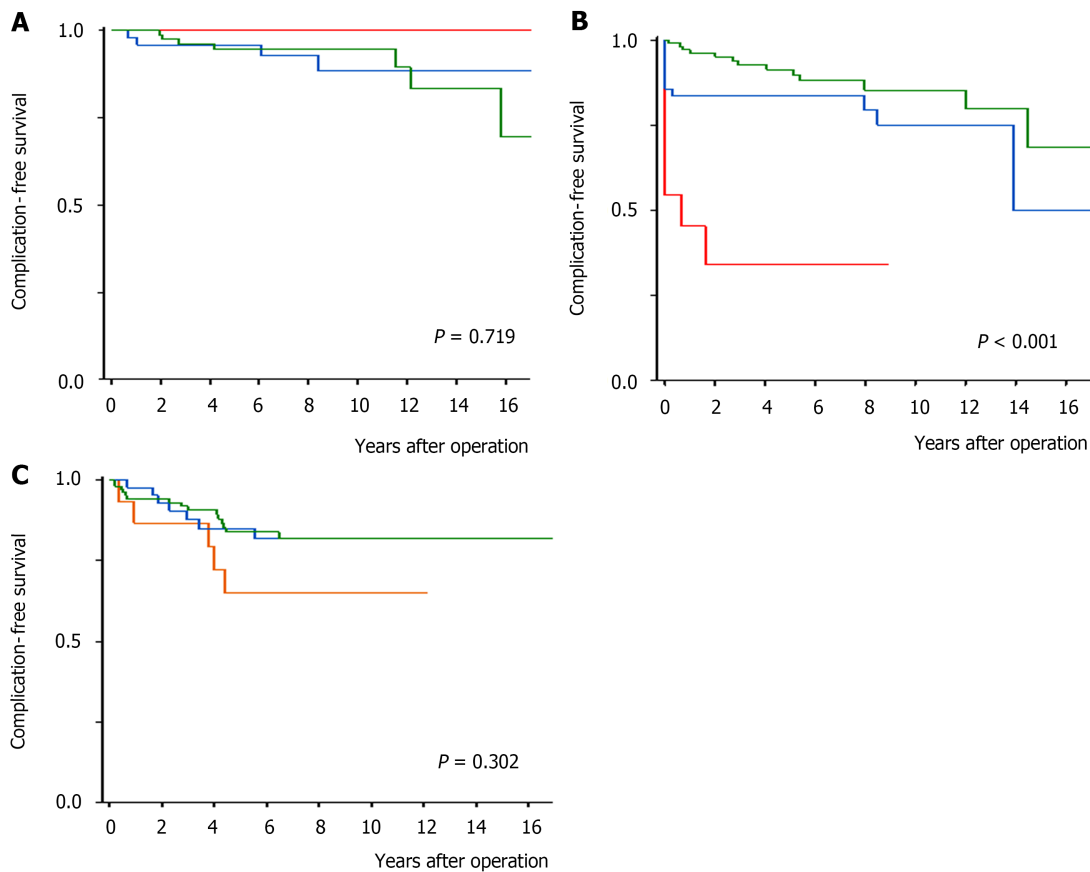 A
Complication-free survival
1.0
0.5
0.0
P = 0.719
0 2 4 6 8 10 12 14 16
Years after operation
B
Complication-free survival
1.0
0.5
0.0
P < 0.001
0 2 4 6 8 10 12 14 16
Years after operation
C
Complication-free survival
1.0
0.5
0.0
P = 0.302
0 2 4 6 8 10 12 14 16
Years after operation